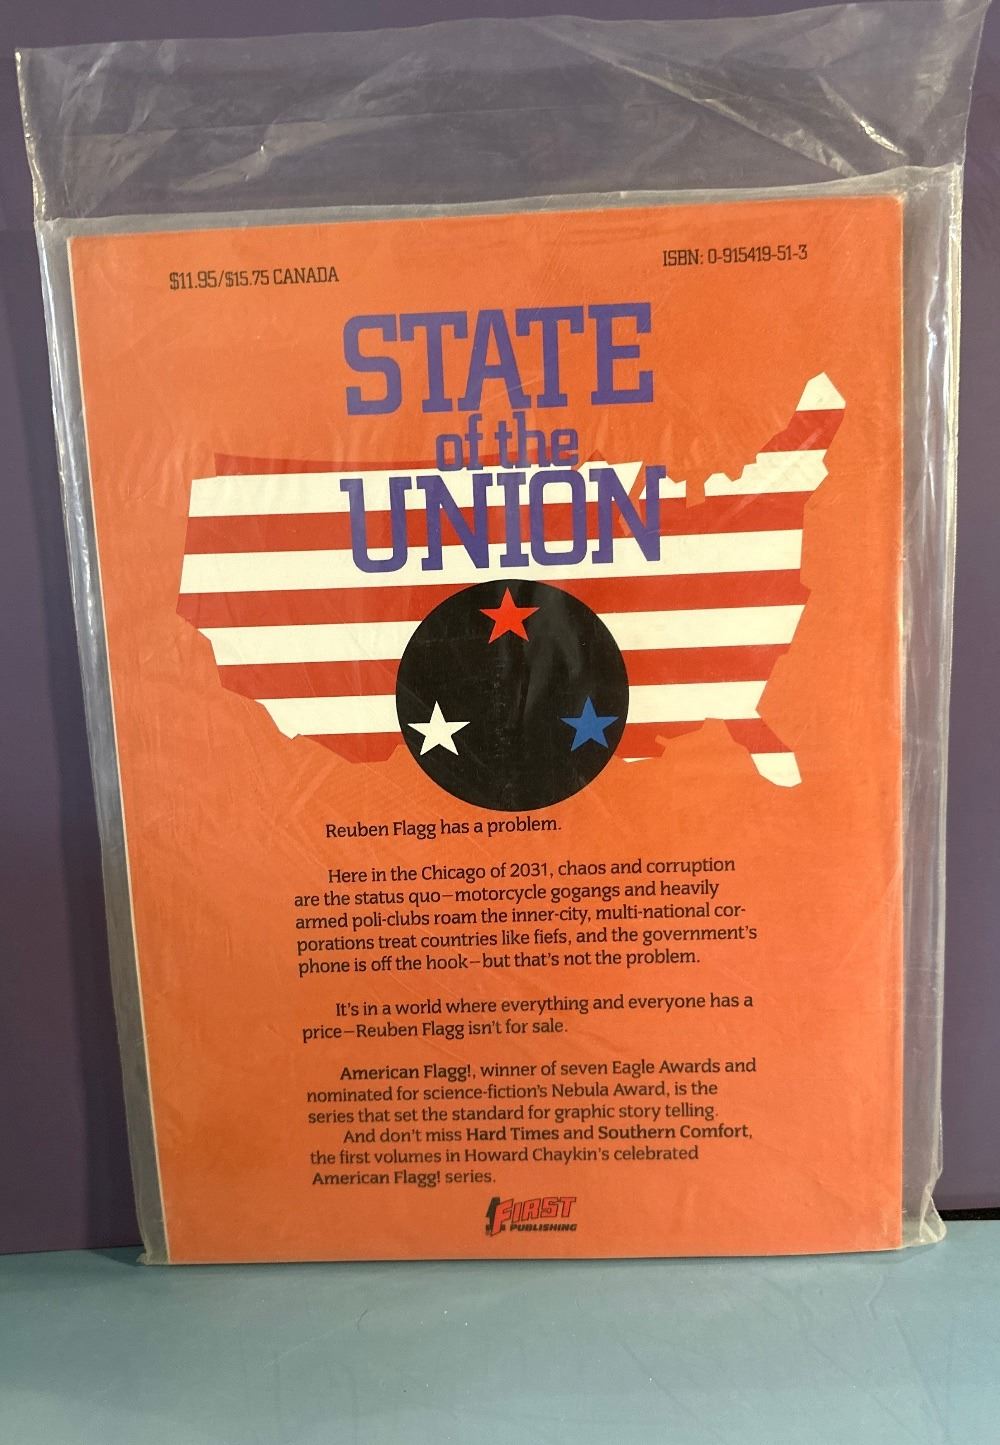 $11.95/$15.75 CANADA
ISBN: 0-915419-51-3
STATE
of the
UNION
Reuben Flagg has a problem.
Here in the Chicago of 2031, chaos and corruption
are the status quo—motorcycle gogangs and heavily
armed poli-clubs roam the inner-city, multi-national cor-
porations treat countries like fiefs, and the government's
phone is off the hook—but that's not the problem.
It's in a world where everything and everyone has a
price—Reuben Flagg isn't for sale.
American Flagg!, winner of seven Eagle Awards and
nominated for science-fiction's Nebula Award, is the
series that set the standard for graphic story telling.
And don't miss Hard Times and Southern Comfort,
the first volumes in Howard Chaykin's celebrated
American Flagg! series.
FIRST
PUBLISHING